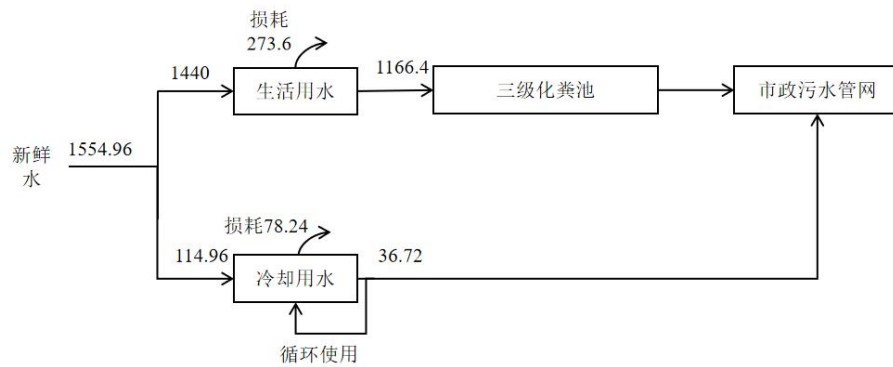 损耗
273.6
1440
生活用水
1166.4
三级化粪池
市政污水管网
新鲜
水
1554.96
损耗78.24
114.96
冷却用水
36.72
循环使用